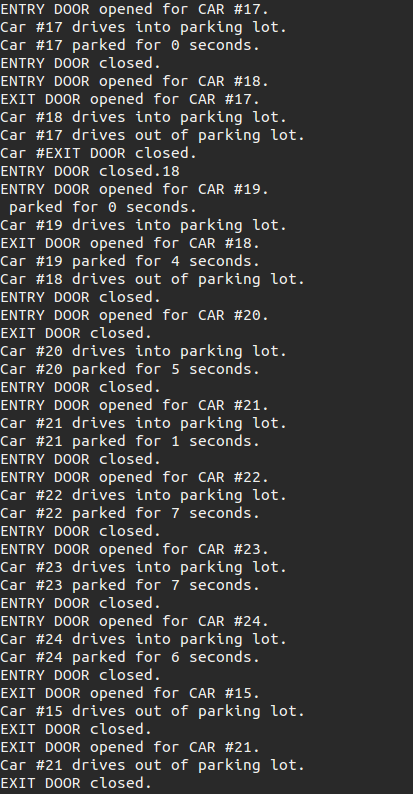 ENTRY DOOR opened for CAR #17.
Car #17 drives into parking lot.
Car #17 parked for 0 seconds.
ENTRY DOOR closed.
ENTRY DOOR opened for CAR #18.
EXIT DOOR opened for CAR #17.
Car #18 drives into parking lot.
Car #17 drives out of parking lot.
Car #EXIT DOOR closed.
ENTRY DOOR closed.18
ENTRY DOOR opened for CAR #19.
 parked for 0 seconds.
Car #19 drives into parking lot.
EXIT DOOR opened for CAR #18.
Car #19 parked for 4 seconds.
Car #18 drives out of parking lot.
ENTRY DOOR closed.
ENTRY DOOR opened for CAR #20.
EXIT DOOR closed.
Car #20 drives into parking lot.
Car #20 parked for 5 seconds.
ENTRY DOOR closed.
ENTRY DOOR opened for CAR #21.
Car #21 drives into parking lot.
Car #21 parked for 1 seconds.
ENTRY DOOR closed.
ENTRY DOOR opened for CAR #22.
Car #22 drives into parking lot.
Car #22 parked for 7 seconds.
ENTRY DOOR closed.
ENTRY DOOR opened for CAR #23.
Car #23 drives into parking lot.
Car #23 parked for 7 seconds.
ENTRY DOOR closed.
ENTRY DOOR opened for CAR #24.
Car #24 drives into parking lot.
Car #24 parked for 6 seconds.
ENTRY DOOR closed.
EXIT DOOR opened for CAR #15.
Car #15 drives out of parking lot.
EXIT DOOR closed.
EXIT DOOR opened for CAR #21.
Car #21 drives out of parking lot.
EXIT DOOR closed.